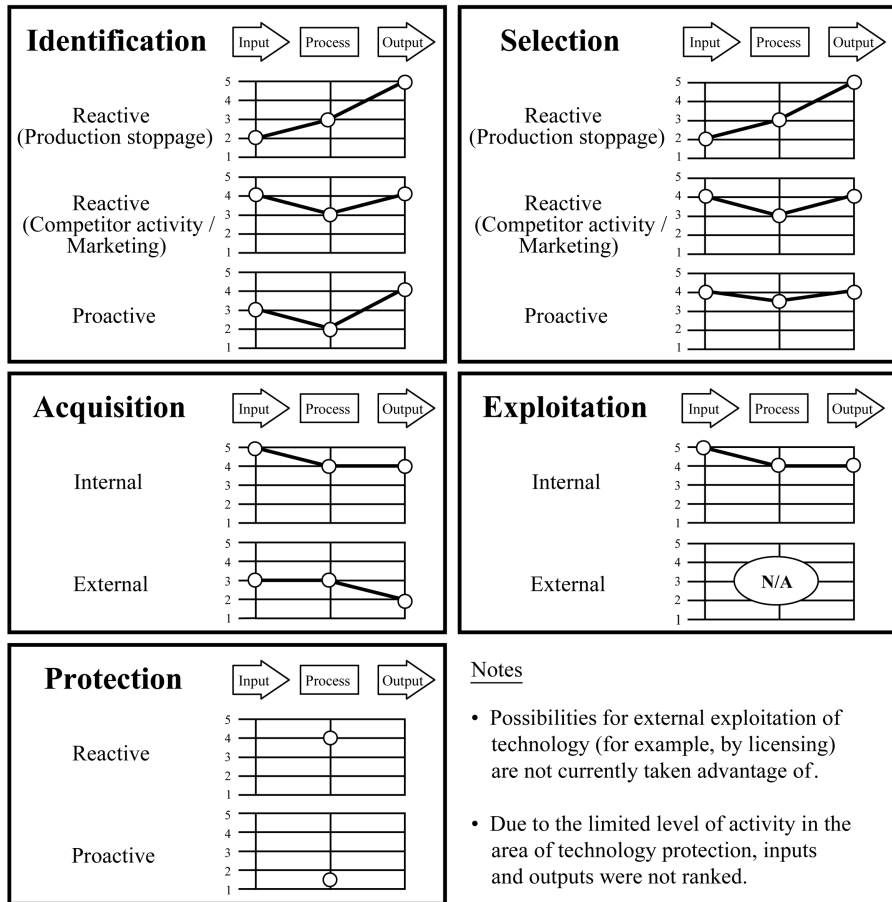 Identification
Input
Process
Output
Reactive
(Production stoppage)
5
4
3
2
1
Reactive
(Competitor activity /
Marketing)
5
4
3
2
1
Proactive
5
4
3
2
1
Selection
Input
Process
Output
Reactive
(Production stoppage)
5
4
3
2
1
Reactive
(Competitor activity /
Marketing)
5
4
3
2
1
Proactive
5
4
3
2
1
Acquisition
Input
Process
Output
Internal
5
4
3
2
1
External
5
4
3
2
1
Exploitation
Input
Process
Output
Internal
5
4
3
2
1
External
5
4
3
2
1
N/A
Protection
Input
Process
Output
Reactive
5
4
3
2
1
Proactive
5
4
3
2
1
Notes
• Possibilities for external exploitation of
technology (for example, by licensing)
are not currently taken advantage of.
• Due to the limited level of activity in the
area of technology protection, inputs
and outputs were not ranked.